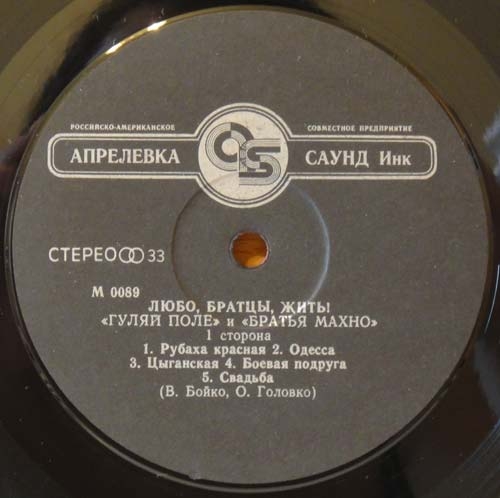 РОССИЙСКО-АМЕРИКАНСКОЕ СОВМЕСТНОЕ ПРЕДПРИЯТИЕ
АПРЕЛЕВКА ASI САУНД Инк
СТЕРЕО 33
М 0089
ЛЮБО, БРАТЦЫ, ЖИТЬ!
«ГУЛЯЙ ПОЛЕ» и «БРАТЬЯ МАХНО»
1 сторона
1. Рубаха красная 2. Одесса
3. Цыганская 4. Боевая подруга
5. Свадьба
(В. Бойко, О. Головко)